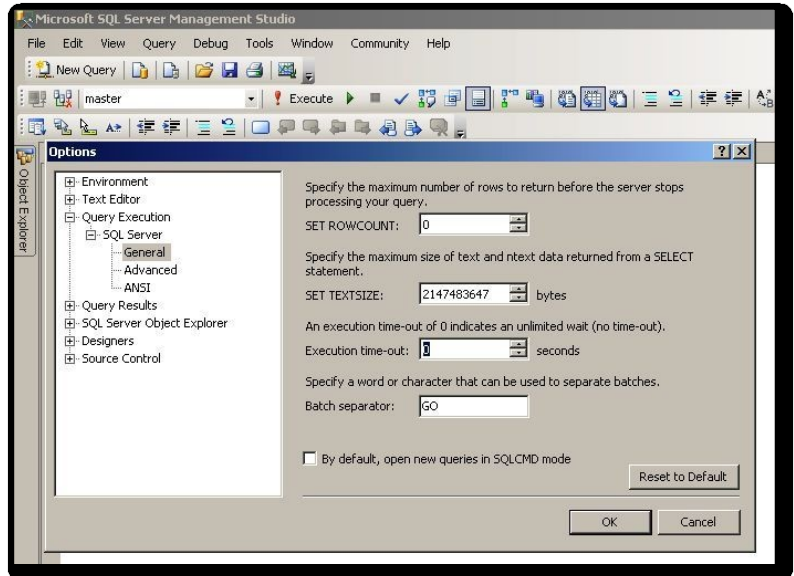 Microsoft SQL Server Management Studio
File Edit View Query Debug Tools Window Community Help
New Query
master Execute
Object Explorer
Options
Environment
Text Editor
Query Execution
SQL Server
General
Advanced
ANSI
Query Results
SQL Server Object Explorer
Designers
Source Control
Specify the maximum number of rows to return before the server stops
processing your query.
SET ROWCOUNT: 0
Specify the maximum size of text and ntext data returned from a SELECT
statement.
SET TEXTSIZE: 2147483647 bytes
An execution time-out of 0 indicates an unlimited wait (no time-out).
Execution time-out: 0 seconds
Specify a word or character that can be used to separate batches.
Batch separator: GO
By default, open new queries in SQLCMD mode
Reset to Default
OK Cancel